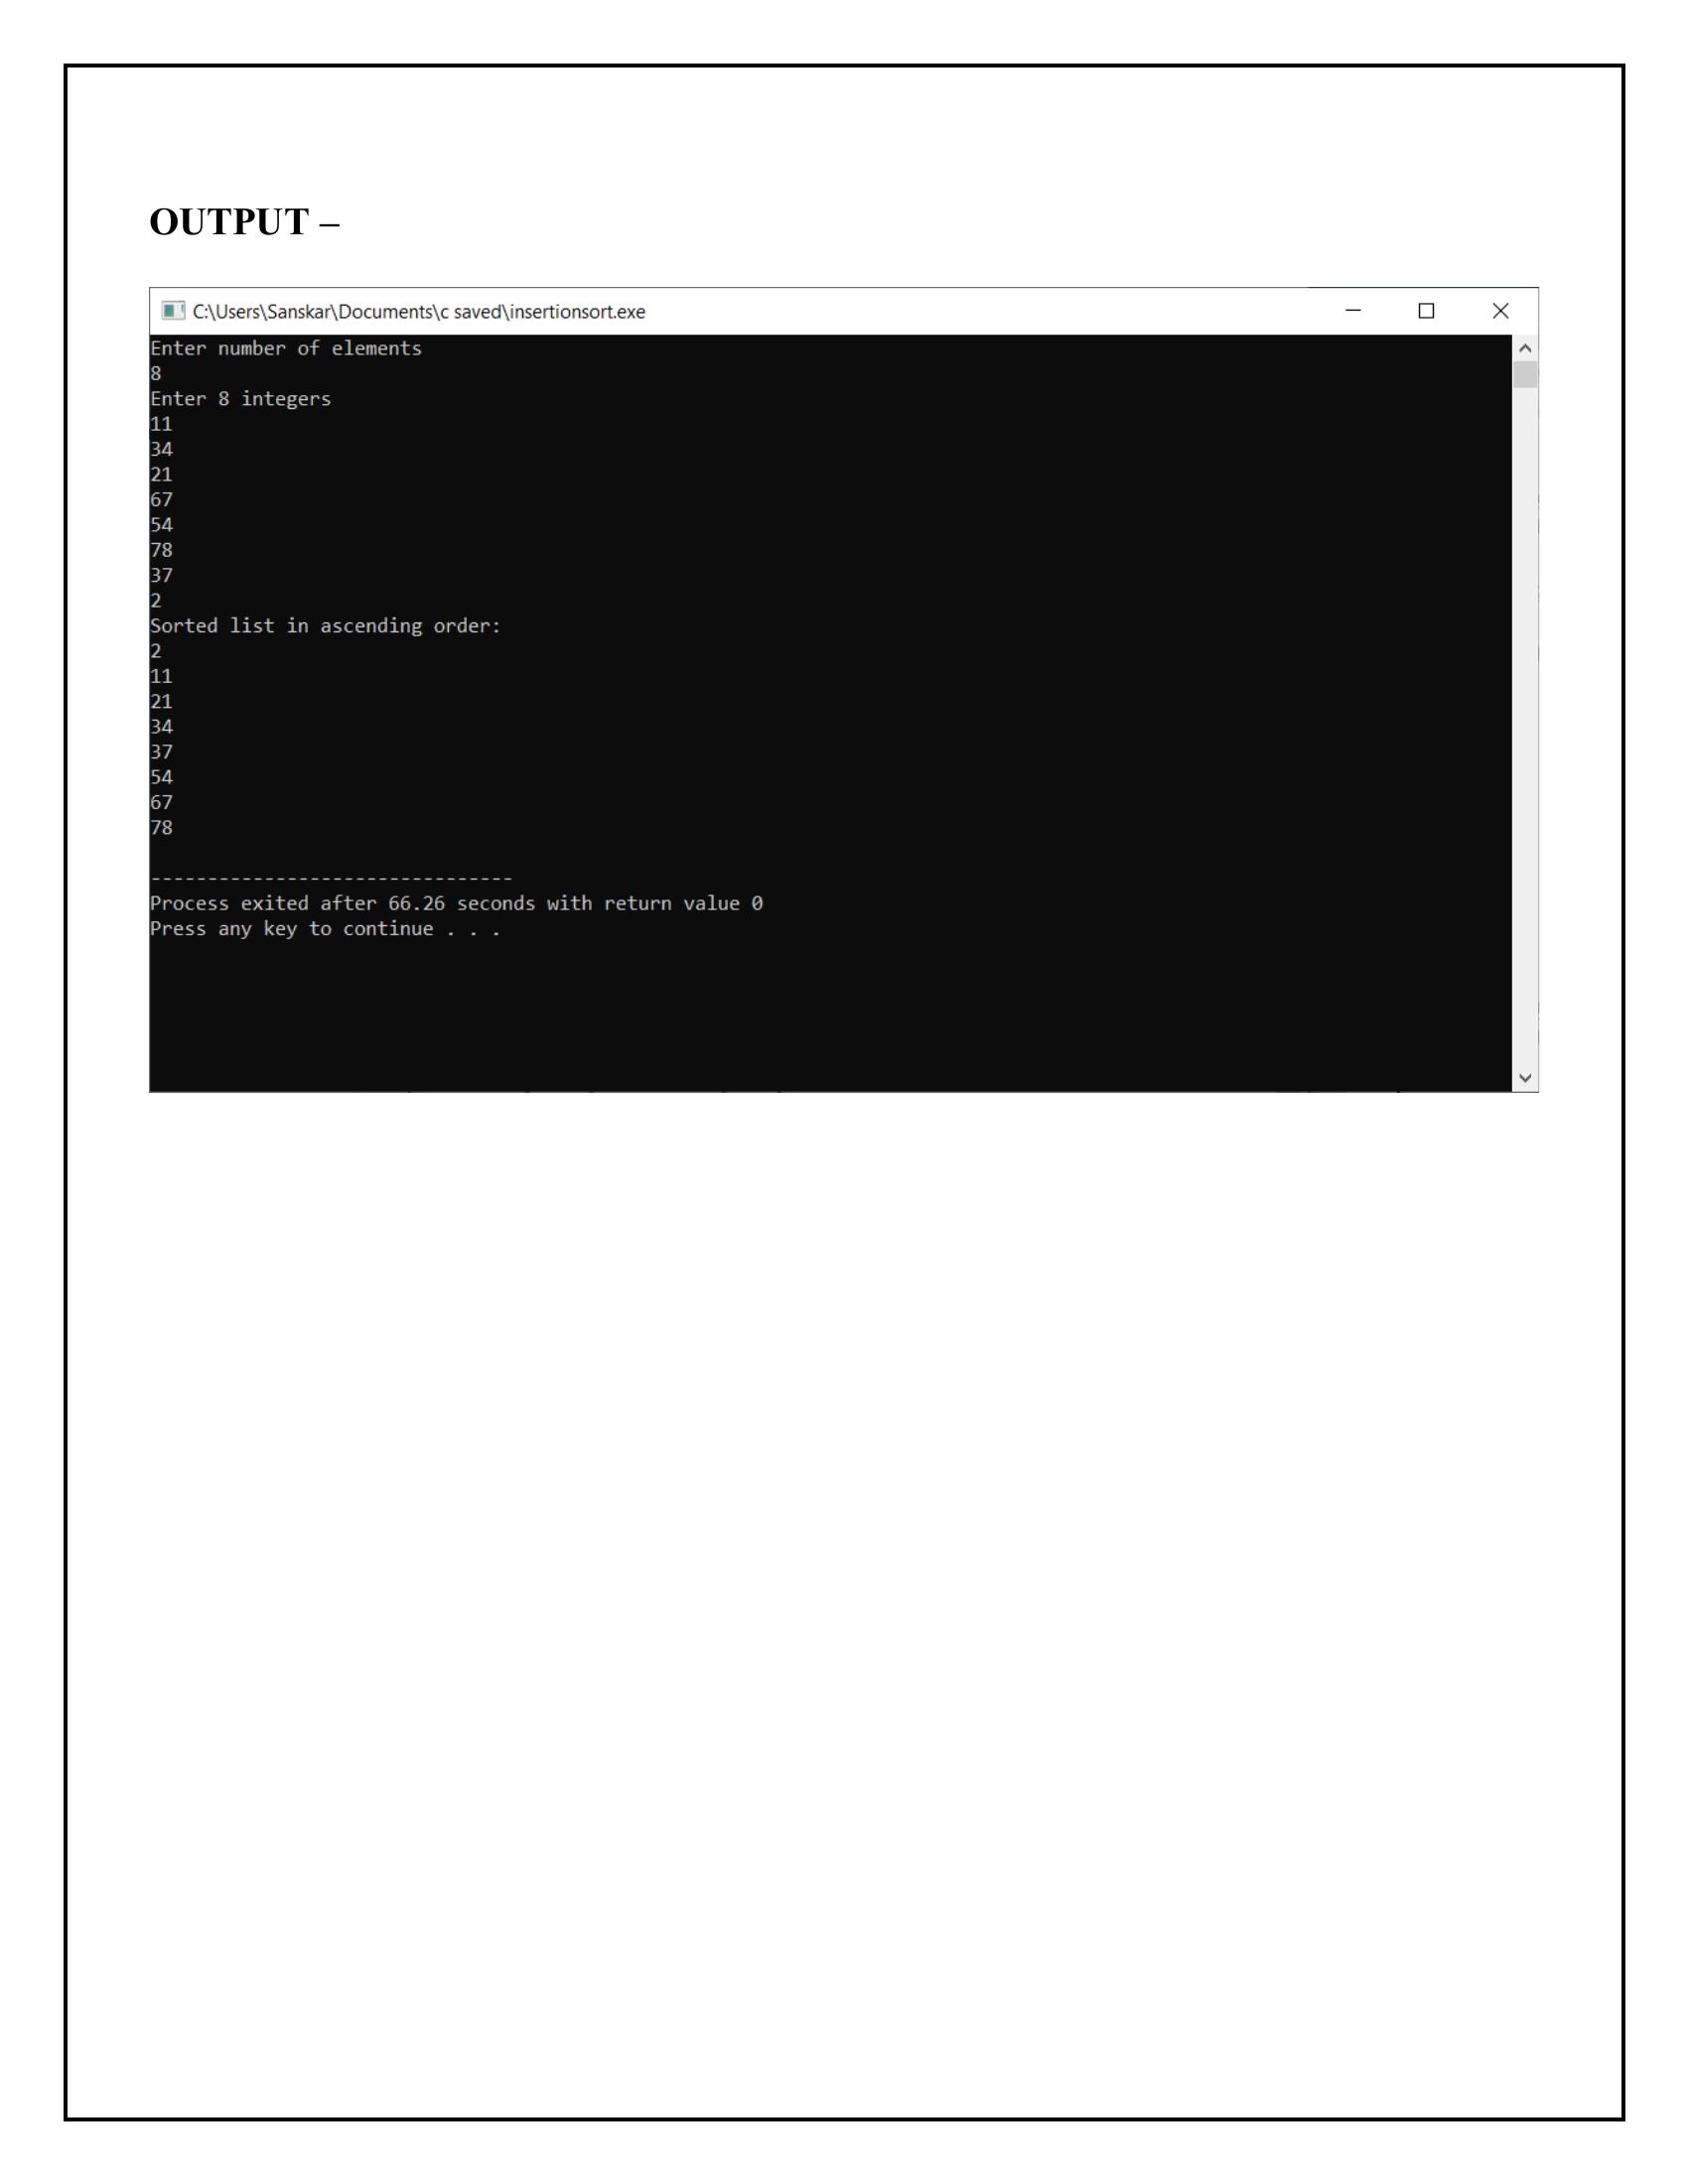 OUTPUT –
C:\Users\Sanskar\Documents\c saved\insertionsort.exe
Enter number of elements
8
Enter 8 integers
11
34
21
67
54
78
37
2
Sorted list in ascending order:
2
11
21
34
37
54
67
78
--------------------------------
Process exited after 66.26 seconds with return value 0
Press any key to continue . . .